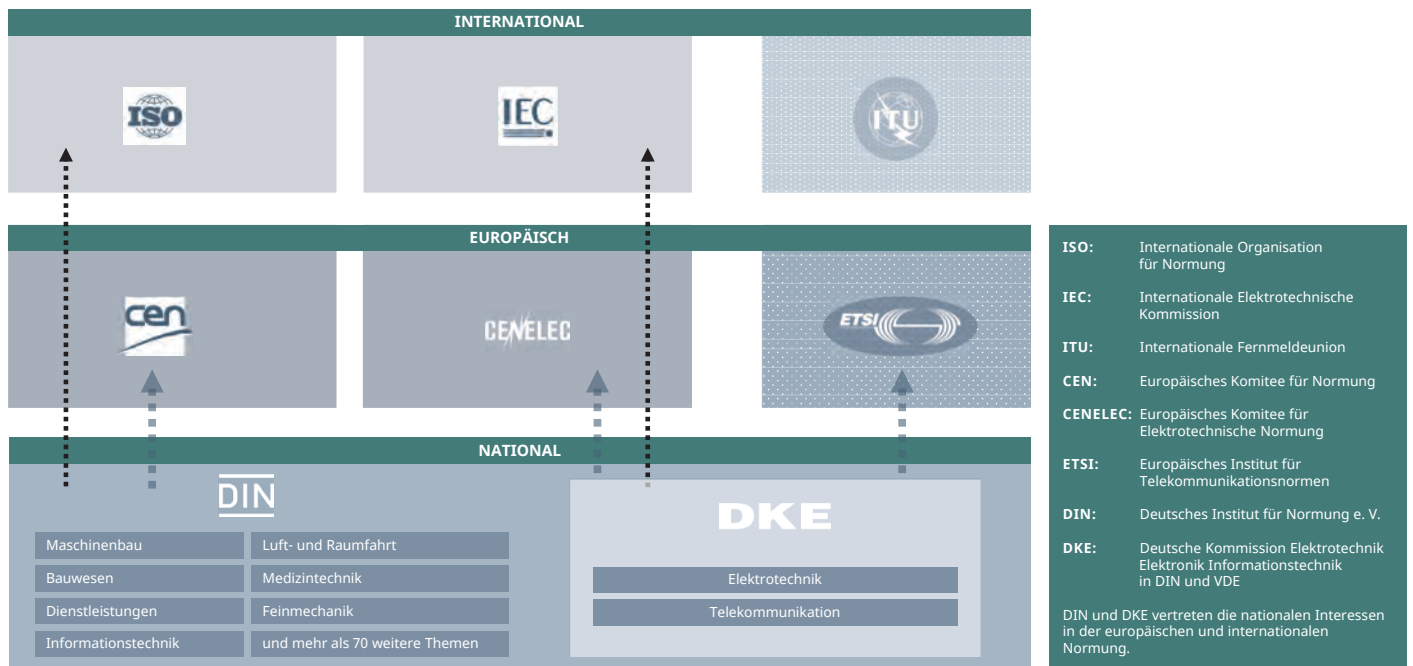 INTERNATIONAL
ISO
IEC
ITU
EUROPÄISCH
cen
CENELEC
ETSI
NATIONAL
DIN
Maschinenbau
Luft- und Raumfahrt
Bauwesen
Medizintechnik
Dienstleistungen
Feinmechanik
Informationstechnik
und mehr als 70 weitere Themen
DKE
Elektrotechnik
Telekommunikation
ISO: Internationale Organisation
für Normung
IEC: Internationale Elektrotechnische
Kommission
ITU: Internationale Fernmeldeunion
CEN: Europäisches Komitee für Normung
CENELEC: Europäisches Komitee für
Elektrotechnische Normung
ETSI: Europäisches Institut für
Telekommunikationsnormen
DIN: Deutsches Institut für Normung e. V.
DKE: Deutsche Kommission Elektrotechnik
Elektronik Informationstechnik
in DIN und VDE
DIN und DKE vertreten die nationalen Interessen
in der europäischen und internationalen
Normung.